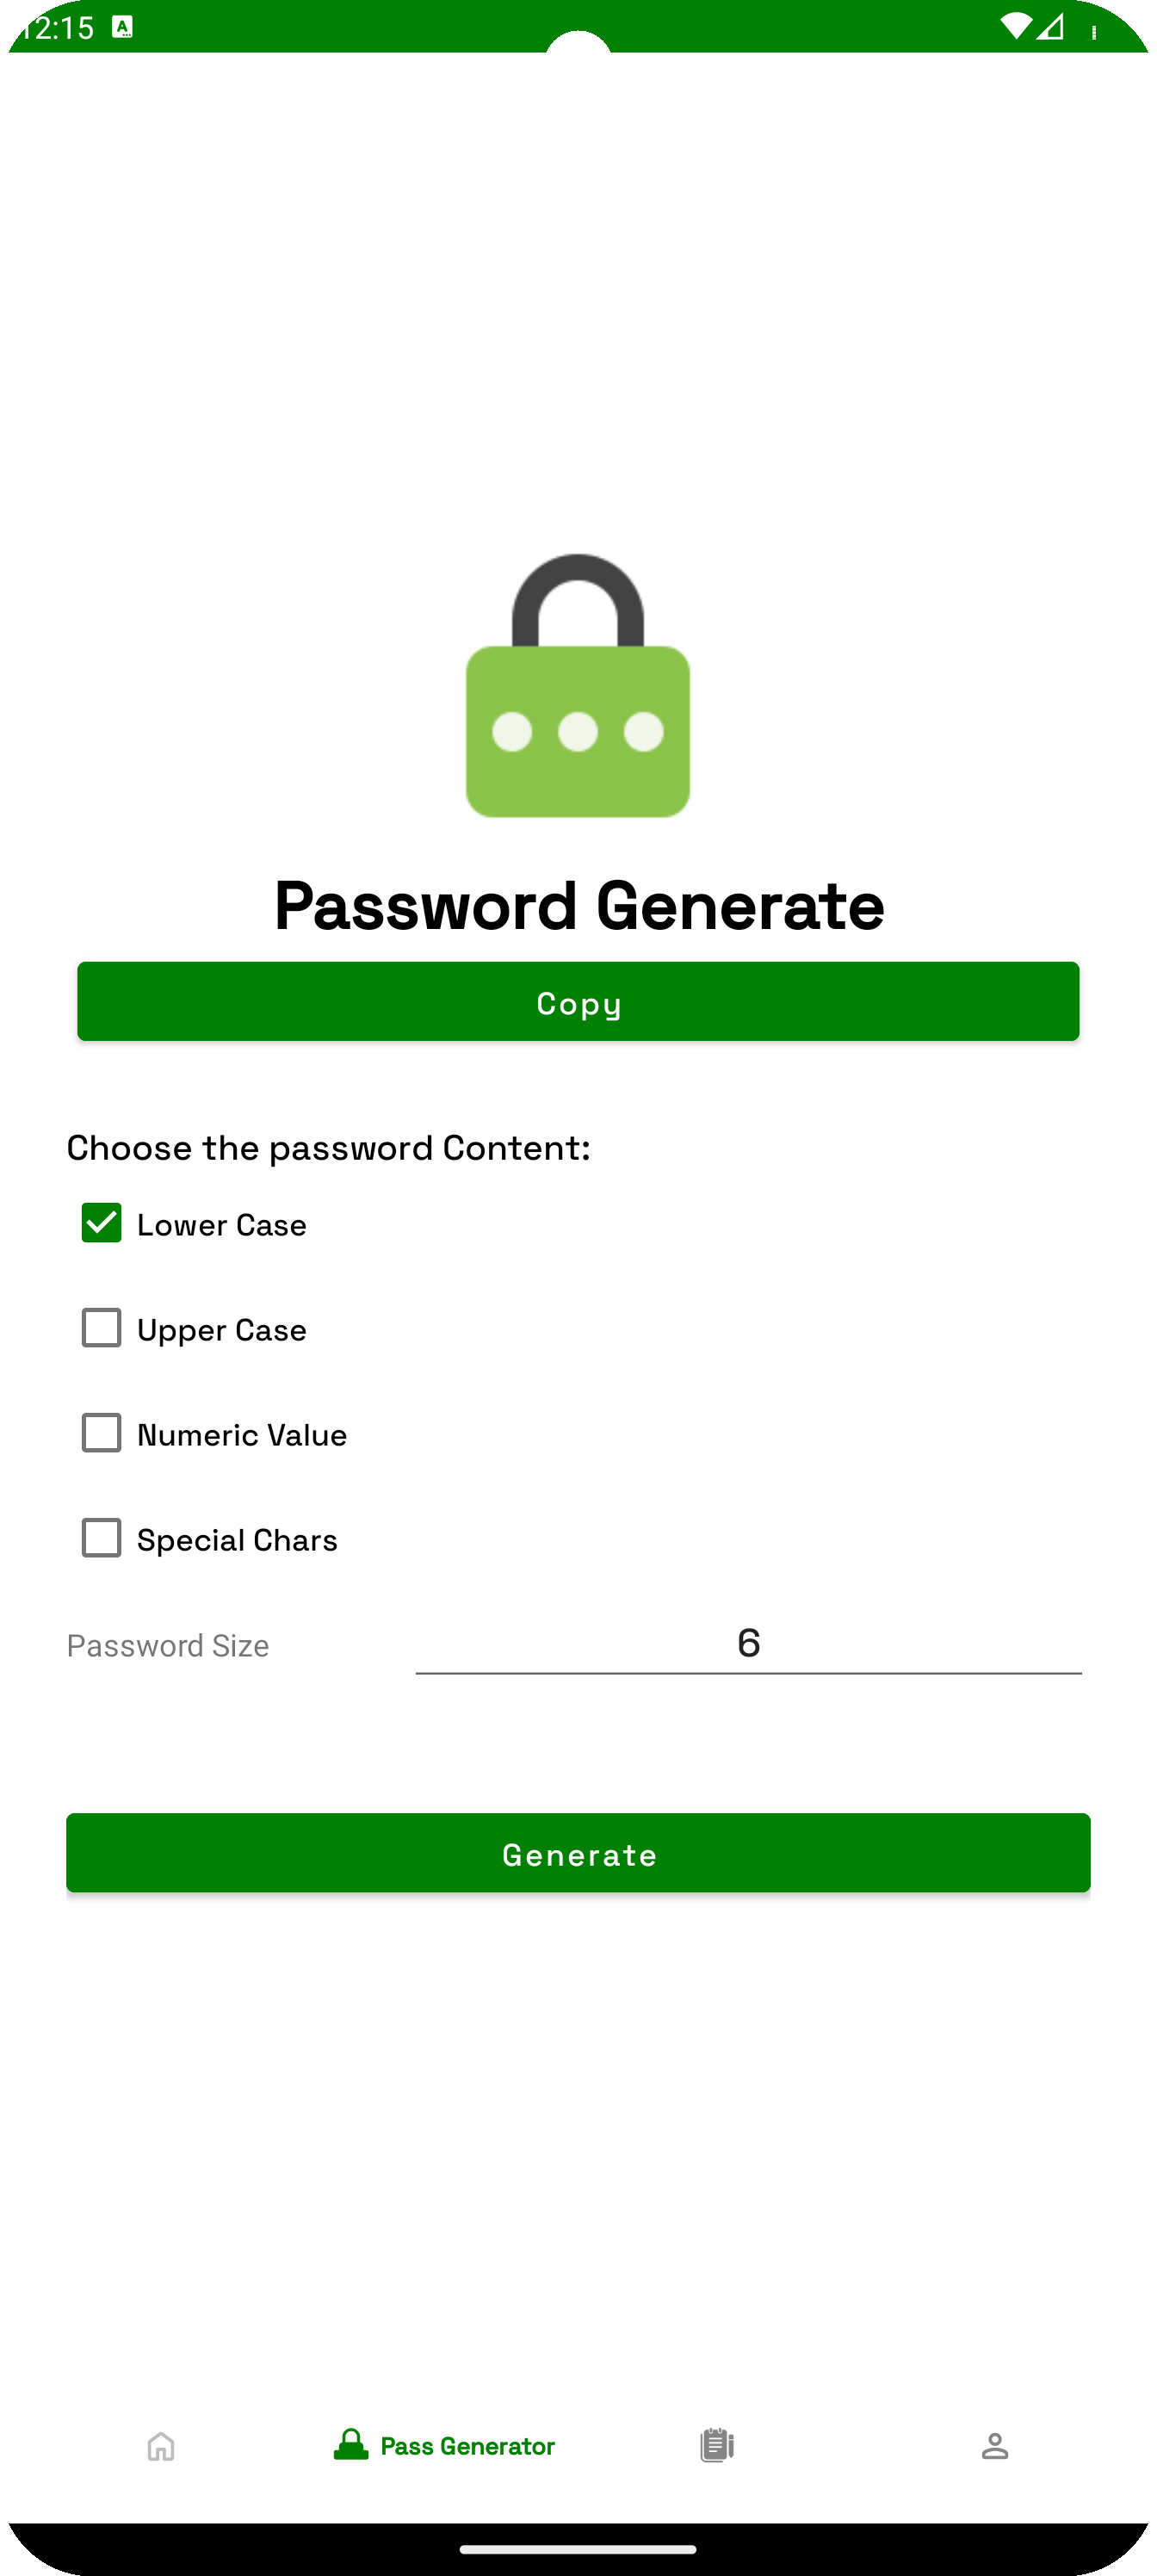 12:15
Password Generate
Copy
Choose the password Content:
Lower Case
Upper Case
Numeric Value
Special Chars
Password Size 6
Generate
Pass Generator